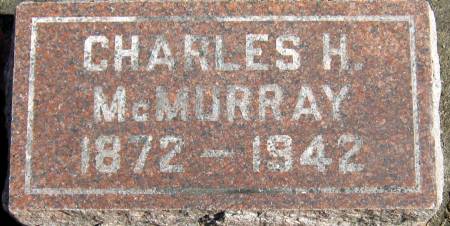 CHARLES H.
McMURRAY
1872 - 1942